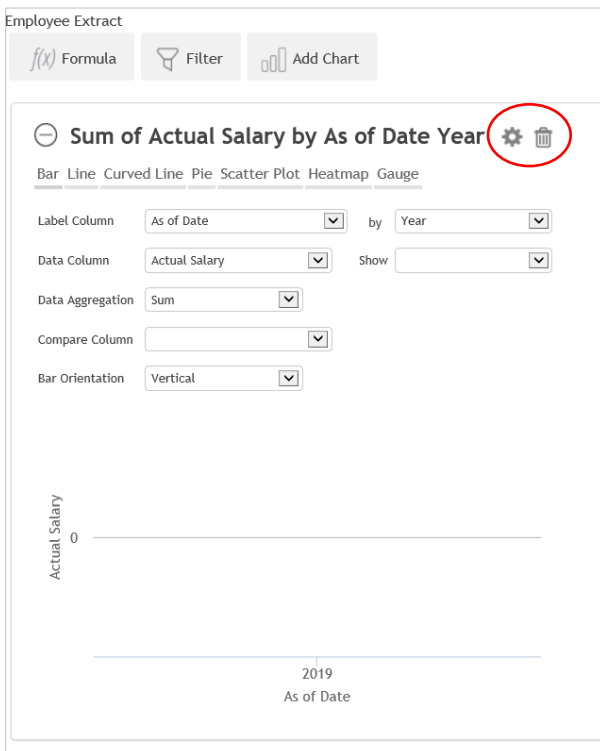 Employee Extract
f(x) Formula Filter Add Chart
Sum of Actual Salary by As of Date Year
Bar Line Curved Line Pie Scatter Plot Heatmap Gauge
Label Column As of Date by Year
Data Column Actual Salary Show
Data Aggregation Sum
Compare Column
Bar Orientation Vertical
Actual Salary
0
2019
As of Date